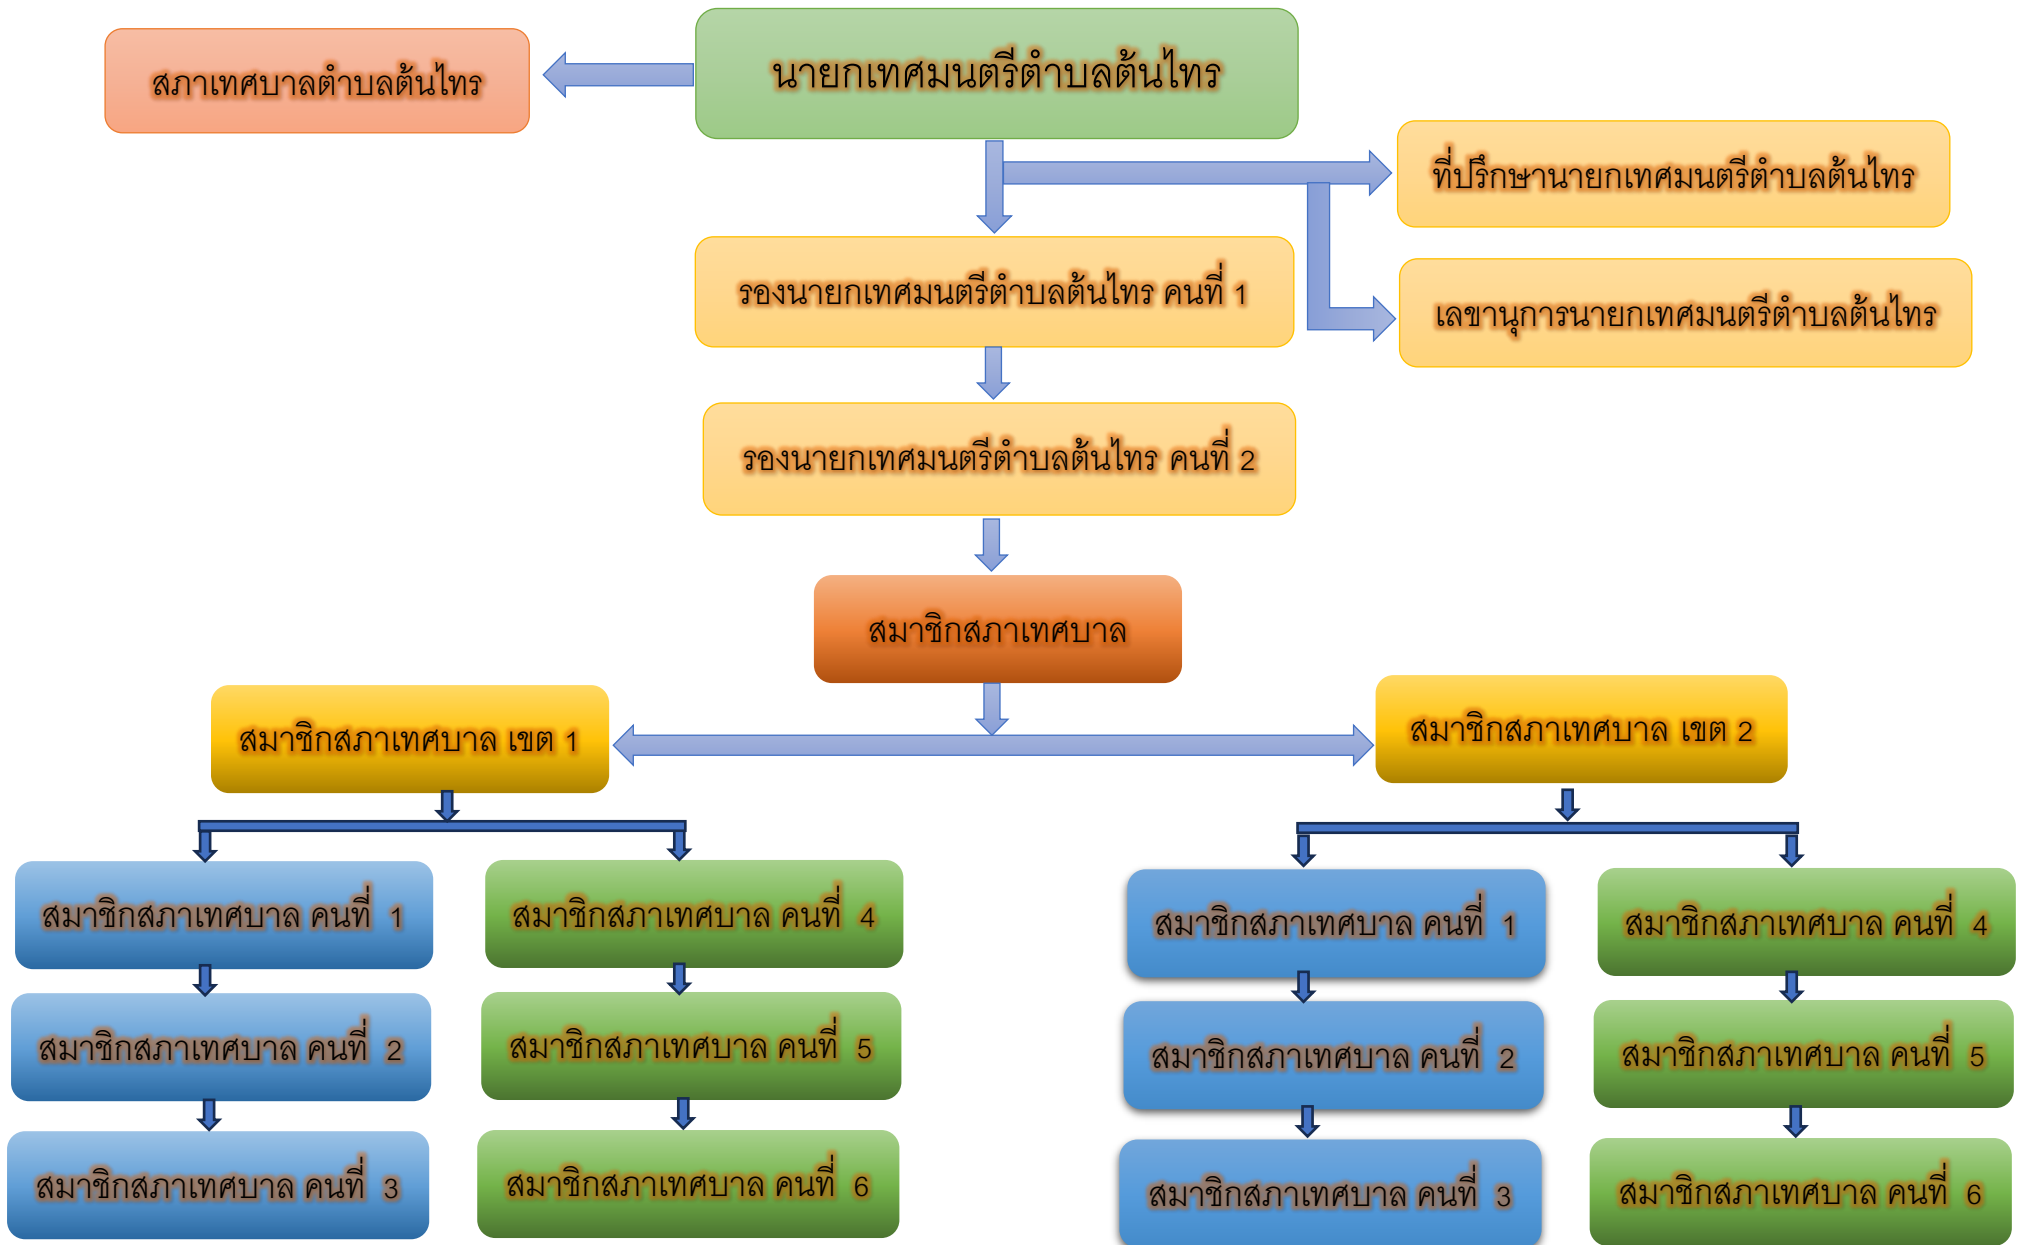 สภาเทศบาลตำบลต้นไทร
นายกเทศมนตรีตำบลต้นไทร
ที่ปรึกษานายกเทศมนตรีตำบลต้นไทร
รองนายกเทศมนตรีตำบลต้นไทร คนที่ 1
เลขานุการนายกเทศมนตรีตำบลต้นไทร
รองนายกเทศมนตรีตำบลต้นไทร คนที่ 2
สมาชิกสภาเทศบาล
สมาชิกสภาเทศบาล เขต 1
สมาชิกสภาเทศบาล เขต 2
สมาชิกสภาเทศบาล คนที่ 1
สมาชิกสภาเทศบาล คนที่ 4
สมาชิกสภาเทศบาล คนที่ 1
สมาชิกสภาเทศบาล คนที่ 4
สมาชิกสภาเทศบาล คนที่ 2
สมาชิกสภาเทศบาล คนที่ 5
สมาชิกสภาเทศบาล คนที่ 2
สมาชิกสภาเทศบาล คนที่ 5
สมาชิกสภาเทศบาล คนที่ 3
สมาชิกสภาเทศบาล คนที่ 6
สมาชิกสภาเทศบาล คนที่ 3
สมาชิกสภาเทศบาล คนที่ 6